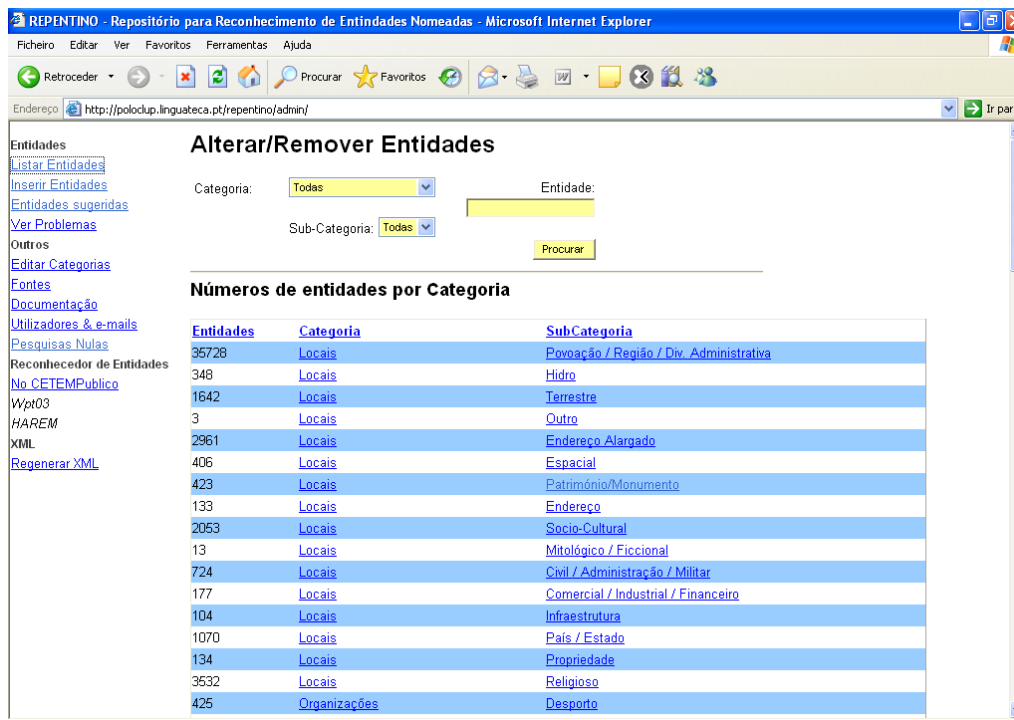 REPENTINO - Repositório para Reconhecimento de Entindades Nomeadas - Microsoft Internet Explorer
Ficheiro Editar Ver Favoritos Ferramentas Ajuda
Retroceder Procurar Favoritos
Endereço http://poloclup.linguateca.pt/repentino/admin/ Ir par
Entidades
Listar Entidades
Inserir Entidades
Entidades sugeridas
Ver Problemas
Outros
Editar Categorias
Fontes
Documentação
Utilizadores & e-mails
Pesquisas Nulas
Reconhecedor de Entidades
No CETEMPublico
Wpt03
HAREM
XML
Regenerar XML
Alterar/Remover Entidades
Categoria: Todas Entidade:
Sub-Categoria: Todas
Procurar
Números de entidades por Categoria
Entidades Categoria SubCategoria
35728 Locais Povoação / Região / Div. Administrativa
348 Locais Hidro
1642 Locais Terrestre
3 Locais Outro
2961 Locais Endereço Alargado
406 Locais Espacial
423 Locais Património/Monumento
133 Locais Endereço
2053 Locais Socio-Cultural
13 Locais Mitológico / Ficcional
724 Locais Civil / Administração / Militar
177 Locais Comercial / Industrial / Financeiro
104 Locais Infraestrutura
1070 Locais País / Estado
134 Locais Propriedade
3532 Locais Religioso
425 Organizações Desporto